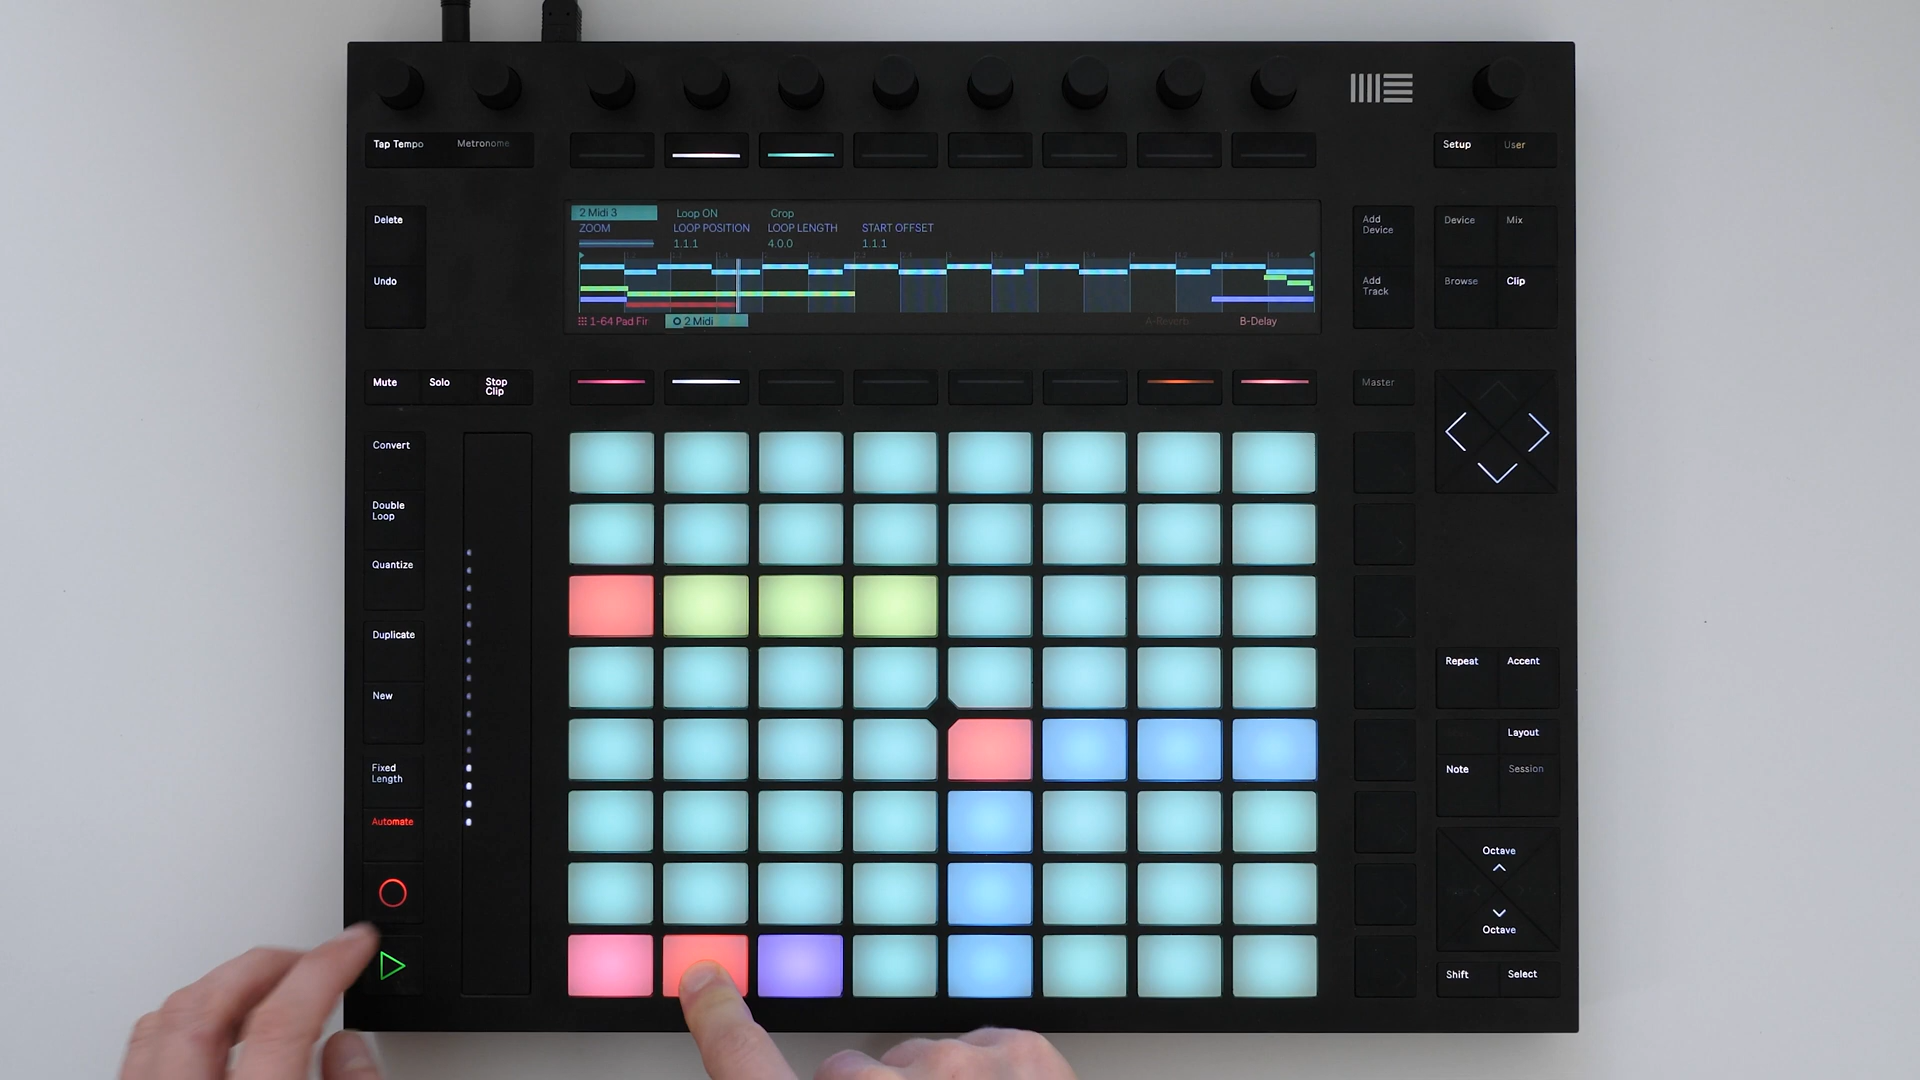 Tap Tempo
Metronome
Setup
User
Delete
Undo
2 Midi 3
Loop ON
Crop
ZOOM
LOOP POSITION
LOOP LENGTH
START OFFSET
1.1.1
4.0.0
1.1.1
1-64 Pad Fir
2 Midi
A-Reverb
B-Delay
Add
Device
Add
Track
Device
Mix
Browse
Clip
Mute
Solo
Stop
Clip
Master
Convert
Double
Loop
Quantize
Duplicate
New
Fixed
Length
Automate
Repeat
Accent
Layout
Note
Session
Octave
Octave
Shift
Select